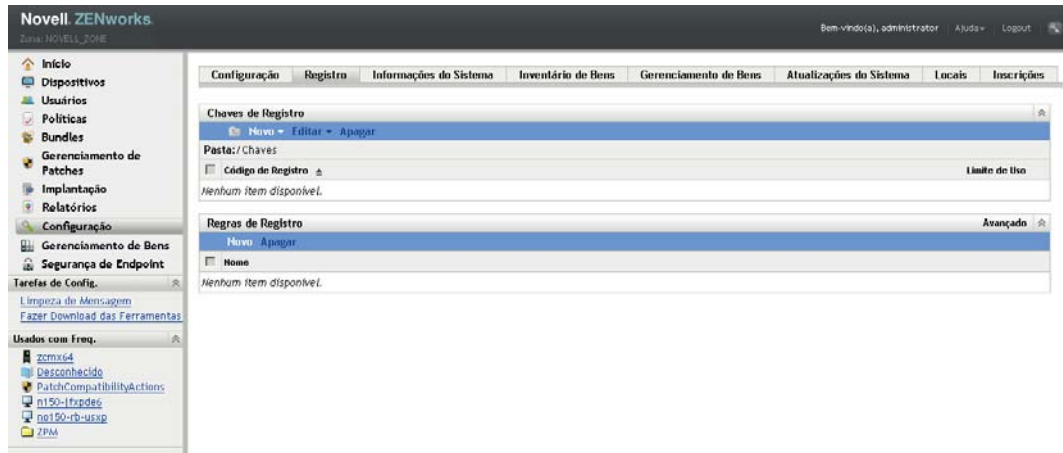 Novell ZENworks
Zona: NOVELL_ZONE
Bem-vindo(a), administrator Ajuda Logout
Início
Dispositivos
Usuários
Políticas
Bundles
Gerenciamento de
Patches
Implantação
Relatórios
Configuração
Gerenciamento de Bens
Segurança de Endpoint
Tarefas de Config.
Limpeza de Mensagem
Fazer Download das Ferramentas
Usados com Freq.
zcmx64
Desconhecido
PatchCompatibilityActions
n150-lfxpde6
no150-rb-usxp
ZPM
Configuração Registro Informações do Sistema Inventário de Bens Gerenciamento de Bens Atualizações do Sistema Locais Inscrições
Chaves de Registro
Novo Editar Apagar
Pasta:/Chaves
Código de Registro Limite de Uso
Nenhum item disponível.
Regras de Registro Avançado
Novo Apagar
Nome
Nenhum item disponível.